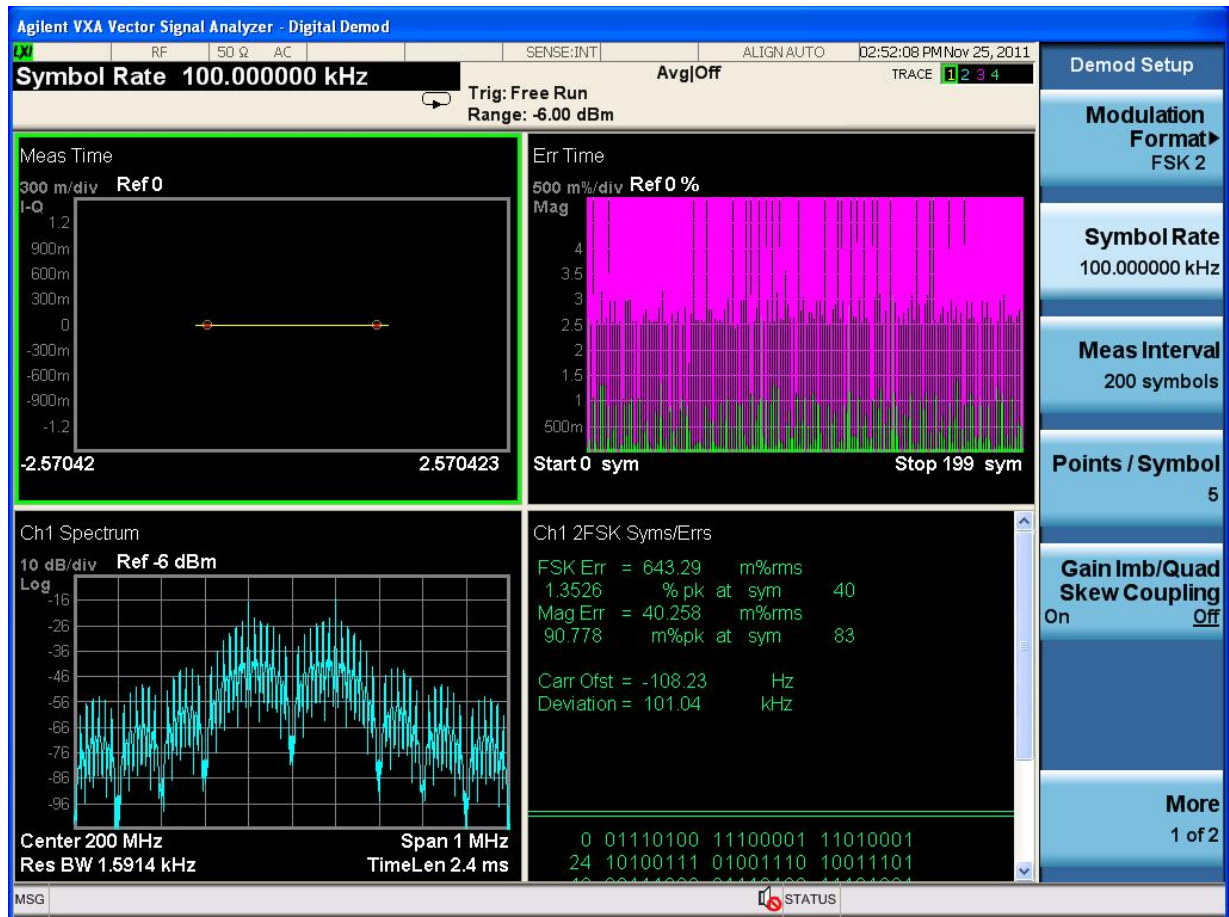 Agilent VXA Vector Signal Analyzer - Digital Demod
LXI RF 50 Ω AC SENSE:INT ALIGN AUTO 02:52:08 PM Nov 25, 2011
Symbol Rate 100.000000 kHz
Avg|Off
TRACE 1 2 3 4
Trig: Free Run
Range: -6.00 dBm
Meas Time
300 m/div Ref 0
I-Q
1.2
900m
600m
300m
0
-300m
-600m
-900m
-1.2
-2.57042 2.570423
Err Time
500 m%/div Ref 0 %
Mag
4
3.5
3
2.5
2
1.5
1
500m
Start 0 sym Stop 199 sym
Ch1 Spectrum
10 dB/div Ref -6 dBm
Log
-16
-26
-36
-46
-56
-66
-76
-86
-96
Center 200 MHz Span 1 MHz
Res BW 1.5914 kHz TimeLen 2.4 ms
Ch1 2FSK Syms/Errs
FSK Err = 643.29 m%rms
1.3526 % pk at sym 40
Mag Err = 40.258 m%rms
90.778 m%pk at sym 83
Carr Ofst = -108.23 Hz
Deviation = 101.04 kHz
0 01110100 11100001 11010001
24 10100111 01001110 10011101
Demod Setup
Modulation
Format
FSK 2
Symbol Rate
100.000000 kHz
Meas Interval
200 symbols
Points / Symbol
5
Gain Imb/Quad
Skew Coupling
On Off
More
1 of 2
MSG STATUS